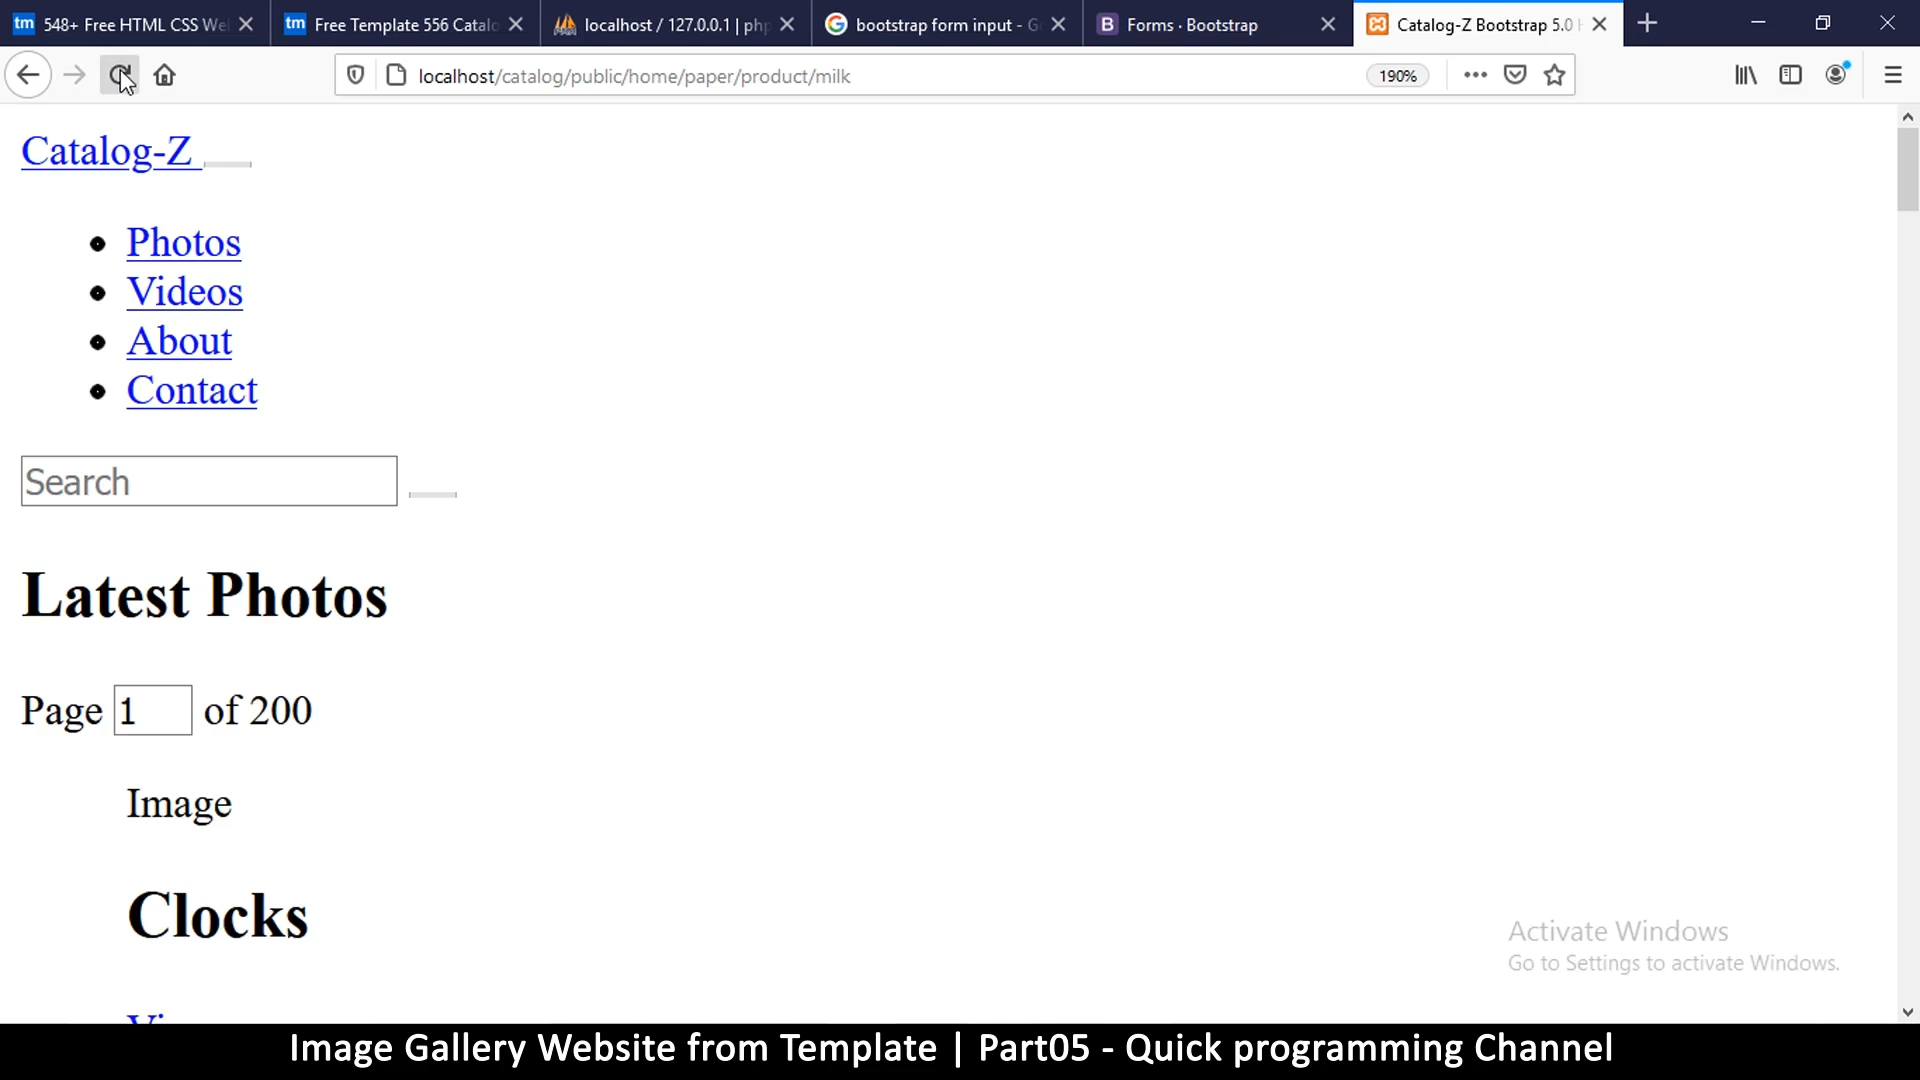 548+ Free HTML CSS We
Free Template 556 Catalo
localhost / 127.0.0.1 | php
bootstrap form input - G
Forms · Bootstrap
Catalog-Z Bootstrap 5.0
localhost/catalog/public/home/paper/product/milk
190%
Catalog-Z
Photos
Videos
About
Contact
Search
Latest Photos
Page 1 of 200
Image
Clocks
Activate Windows
Go to Settings to activate Windows.
Image Gallery Website from Template | Part05 - Quick programming Channel